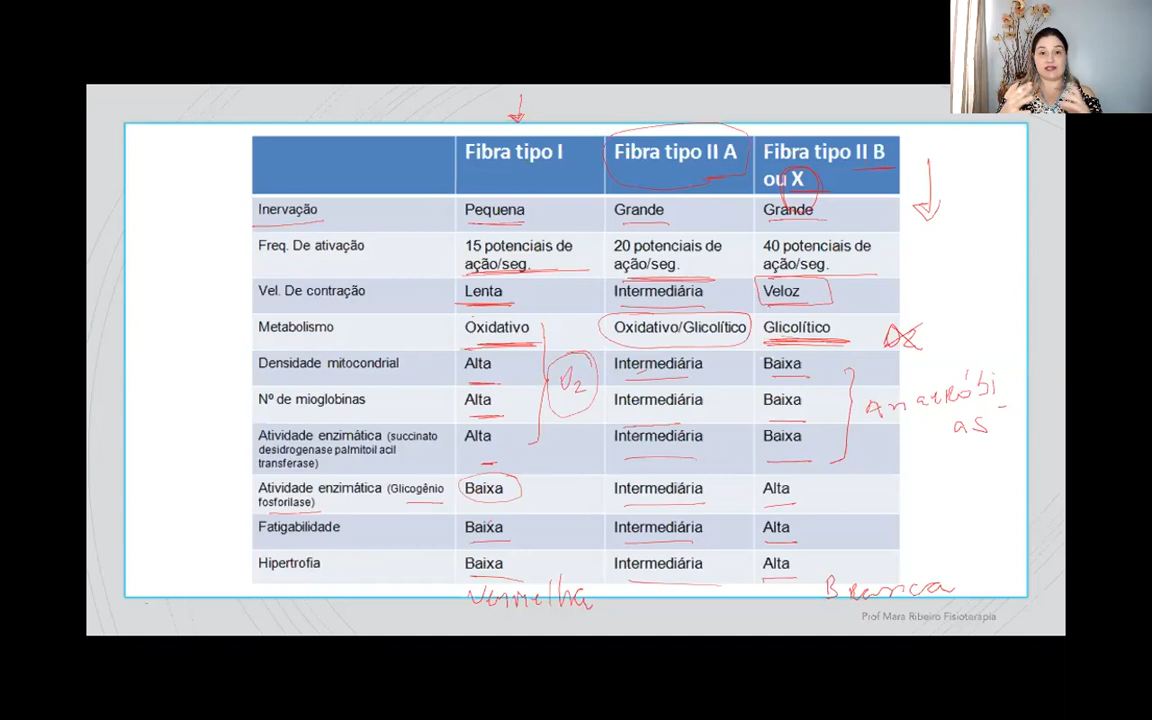 Fibra tipo I
Fibra tipo II A
Fibra tipo II B
ou X
Inervação
Pequena
Grande
Grande
Freq. De ativação
15 potenciais de
ação/seg.
20 potenciais de
ação/seg.
40 potenciais de
ação/seg.
Vel. De contração
Lenta
Intermediária
Veloz
Metabolismo
Oxidativo
Oxidativo/Glicolítico
Glicolítico
Densidade mitocondrial
Alta
Intermediária
Baixa
Nº de mioglobinas
Alta
Intermediária
Baixa
Atividade enzimática (succinato
desidrogenase palmitoil acil
transferase)
Alta
Intermediária
Baixa
O2
Anaeróbi
as
Atividade enzimática (Glicogênio
fosforilase)
Baixa
Intermediária
Alta
Fatigabilidade
Baixa
Intermediária
Alta
Hipertrofia
Baixa
Intermediária
Alta
Vermelha
Branca
Prof Mara Ribeiro Fisioterapia